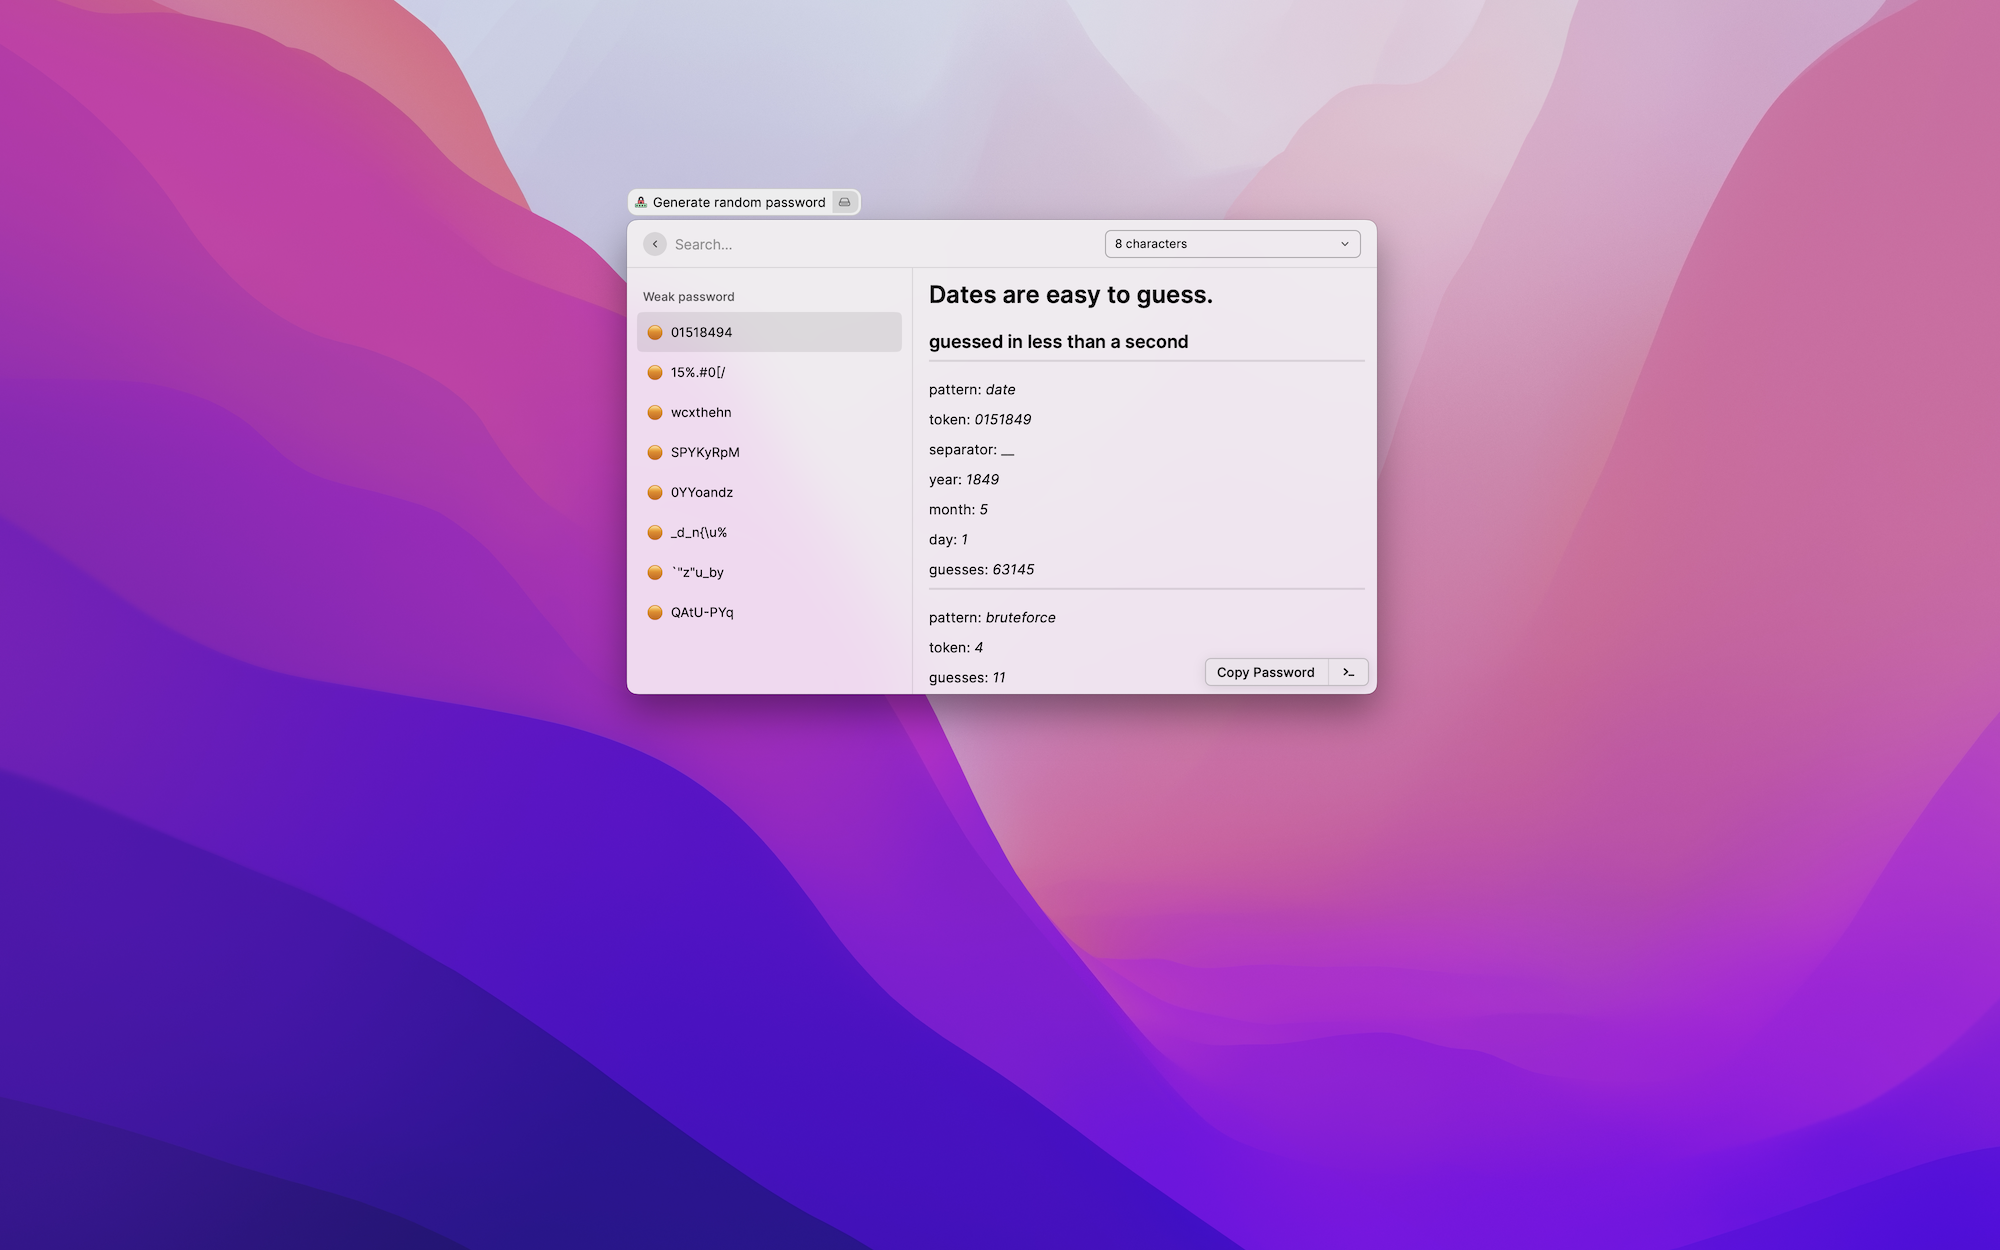 Generate random password
Search...
8 characters
Weak password
01518494
15%.#0[/
wcxthehn
SPYKyRpM
0YYoandz
_d_n{\u%
`"z"u_by
QAtU-PYq
Dates are easy to guess.
guessed in less than a second
pattern: date
token: 0151849
separator: __
year: 1849
month: 5
day: 1
guesses: 63145
pattern: bruteforce
token: 4
guesses: 11
Copy Password